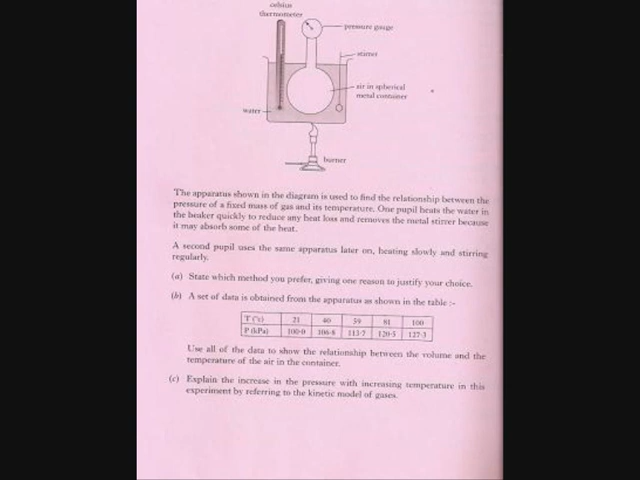 celsius
thermometer
pressure gauge
stirrer
air in spherical
metal container
water
burner
The apparatus shown in the diagram is used to find the relationship between the
pressure of a fixed mass of gas and its temperature. One pupil heats the water in
the beaker quickly to reduce any heat loss and removes the metal stirrer because
it may absorb some of the heat.
A second pupil uses the same apparatus later on, heating slowly and stirring
regularly.
(a) State which method you prefer, giving one reason to justify your choice.
(b) A set of data is obtained from the apparatus as shown in the table :-
T (°c) 21 40 59 81 100
P (kPa) 100·0 106·8 113·7 120·5 127·3
Use all of the data to show the relationship between the volume and the
temperature of the air in the container.
(c) Explain the increase in the pressure with increasing temperature in this
experiment by referring to the kinetic model of gases.